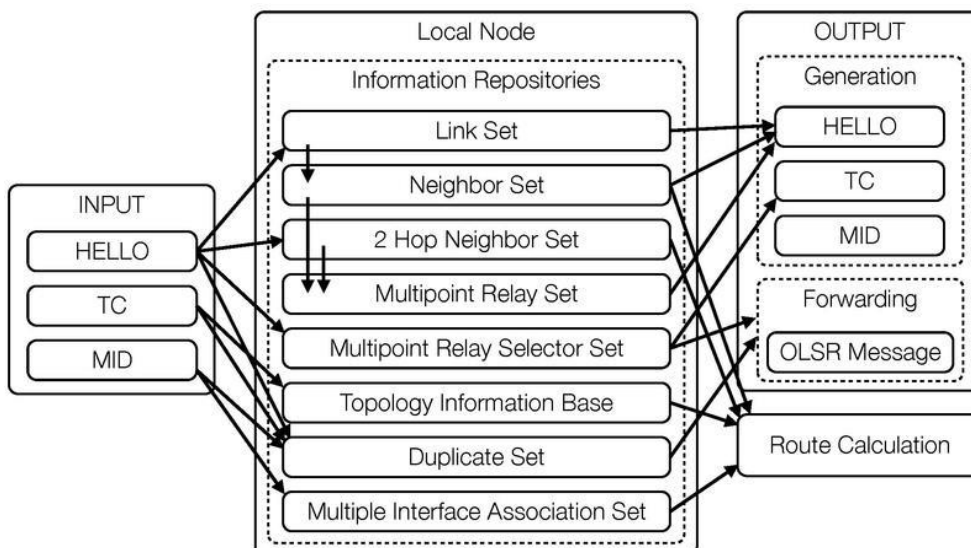 INPUT
HELLO
TC
MID
Local Node
Information Repositories
Link Set
Neighbor Set
2 Hop Neighbor Set
Multipoint Relay Set
Multipoint Relay Selector Set
Topology Information Base
Duplicate Set
Multiple Interface Association Set
OUTPUT
Generation
HELLO
TC
MID
Forwarding
OLSR Message
Route Calculation